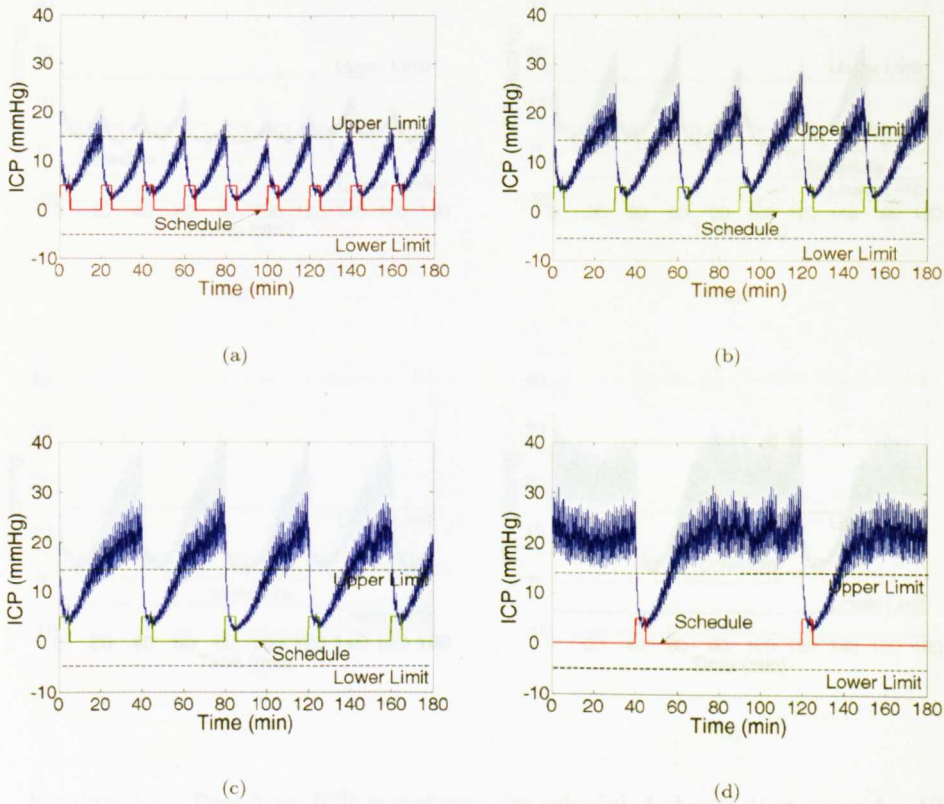 40
30
20
10
0
-10
ICP (mmHg)
Upper Limit
Schedule
Lower Limit
0 20 40 60 80 100 120 140 160 180
Time (min)
(a)
40
30
20
10
0
-10
ICP (mmHg)
Upper Limit
Schedule
Lower Limit
0 20 40 60 80 100 120 140 160 180
Time (min)
(b)
40
30
20
10
0
-10
ICP (mmHg)
Upper Limit
Schedule
Lower Limit
0 20 40 60 80 100 120 140 160 180
Time (min)
(c)
40
30
20
10
0
-10
ICP (mmHg)
Upper Limit
Schedule
Lower Limit
0 20 40 60 80 100 120 140 160 180
Time (min)
(d)